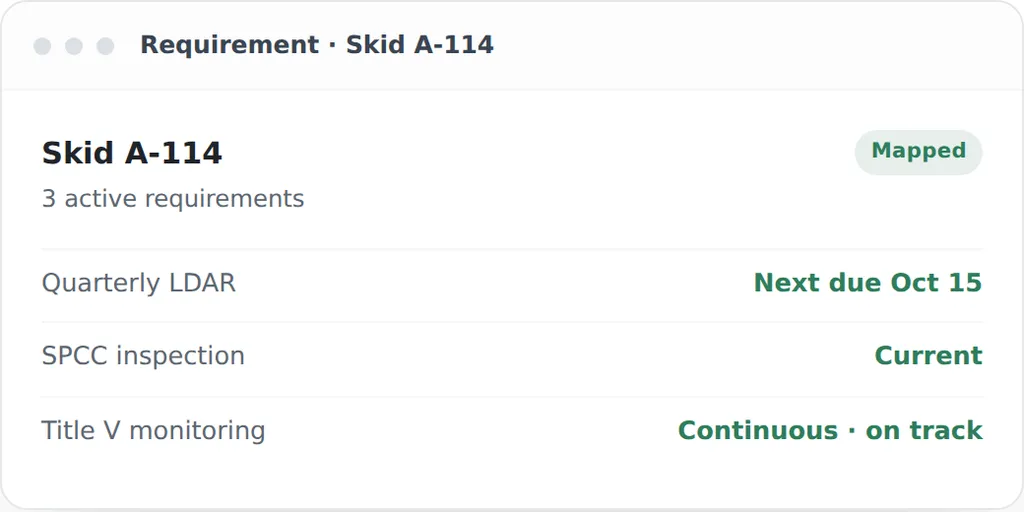 Requirement · Skid A-114
Skid A-114
Mapped
3 active requirements
Quarterly LDAR
Next due Oct 15
SPCC inspection
Current
Title V monitoring
Continuous · on track